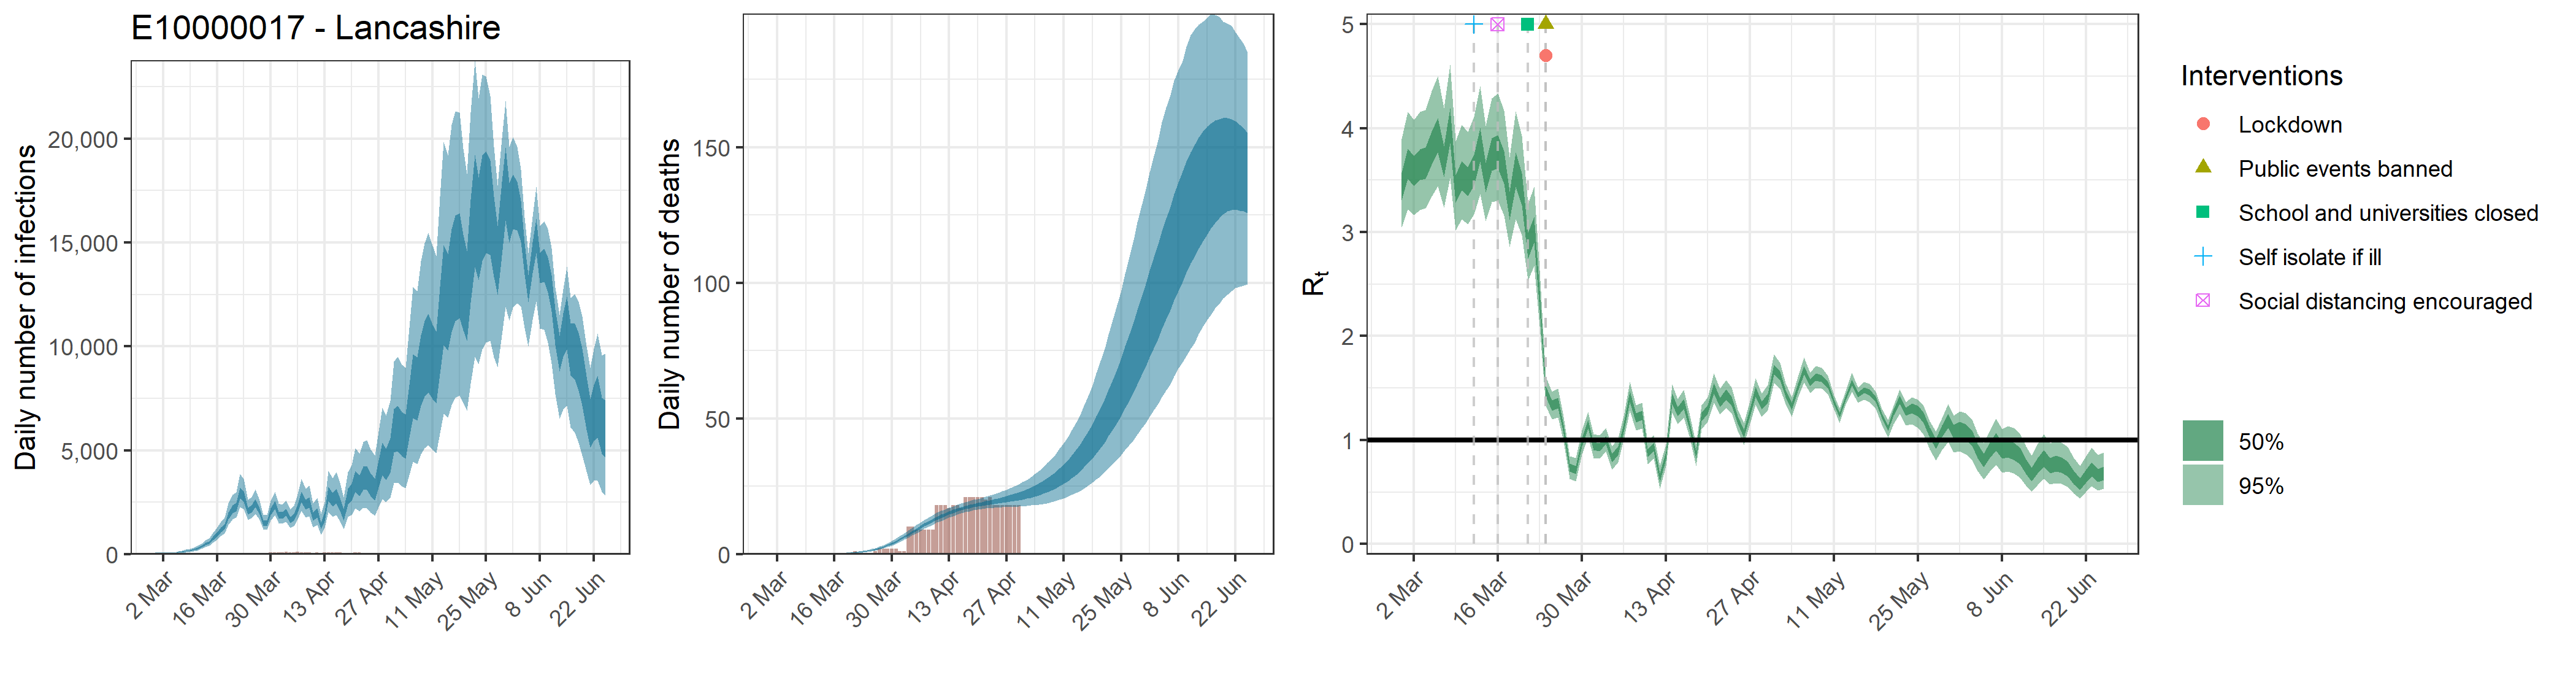 E10000017 - Lancashire
Daily number of infections
20,000
15,000
10,000
5,000
0
2 Mar
16 Mar
30 Mar
13 Apr
27 Apr
11 May
25 May
8 Jun
22 Jun
Daily number of deaths
150
100
50
0
2 Mar
16 Mar
30 Mar
13 Apr
27 Apr
11 May
25 May
8 Jun
22 Jun
Rt
5
4
3
2
1
0
2 Mar
16 Mar
30 Mar
13 Apr
27 Apr
11 May
25 May
8 Jun
22 Jun
Interventions
Lockdown
Public events banned
School and universities closed
Self isolate if ill
Social distancing encouraged
50%
95%